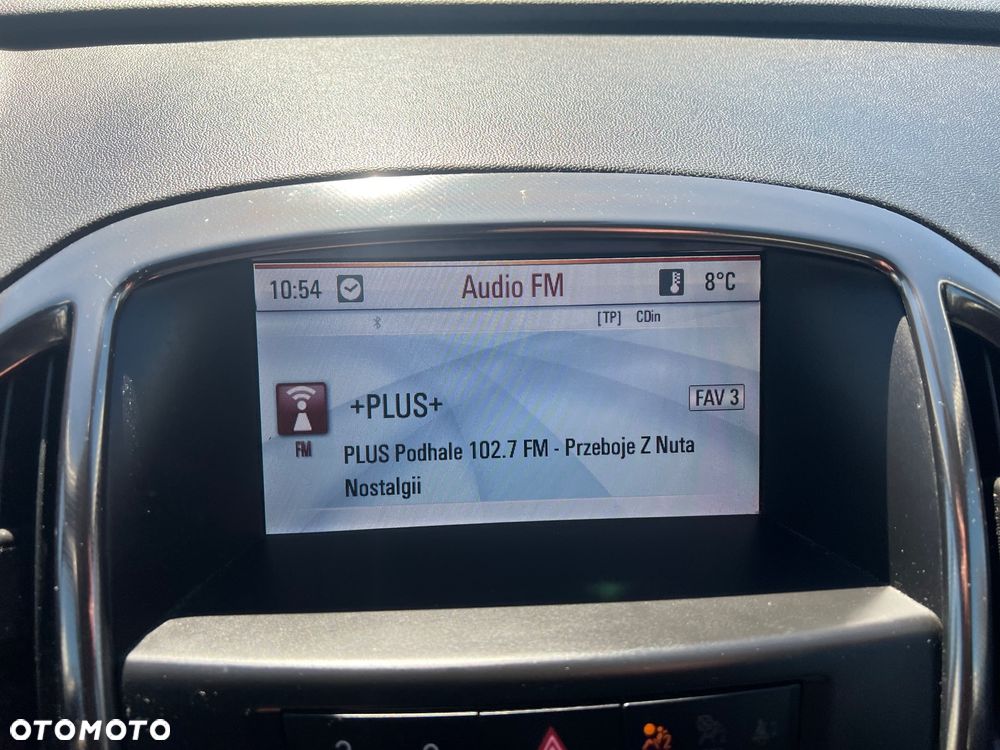 10:54 Audio FM 8°C
[TP] CDin
+PLUS+ FAV 3
FM
PLUS Podhale 102.7 FM - Przeboje Z Nuta
Nostalgii
OTOMOTO